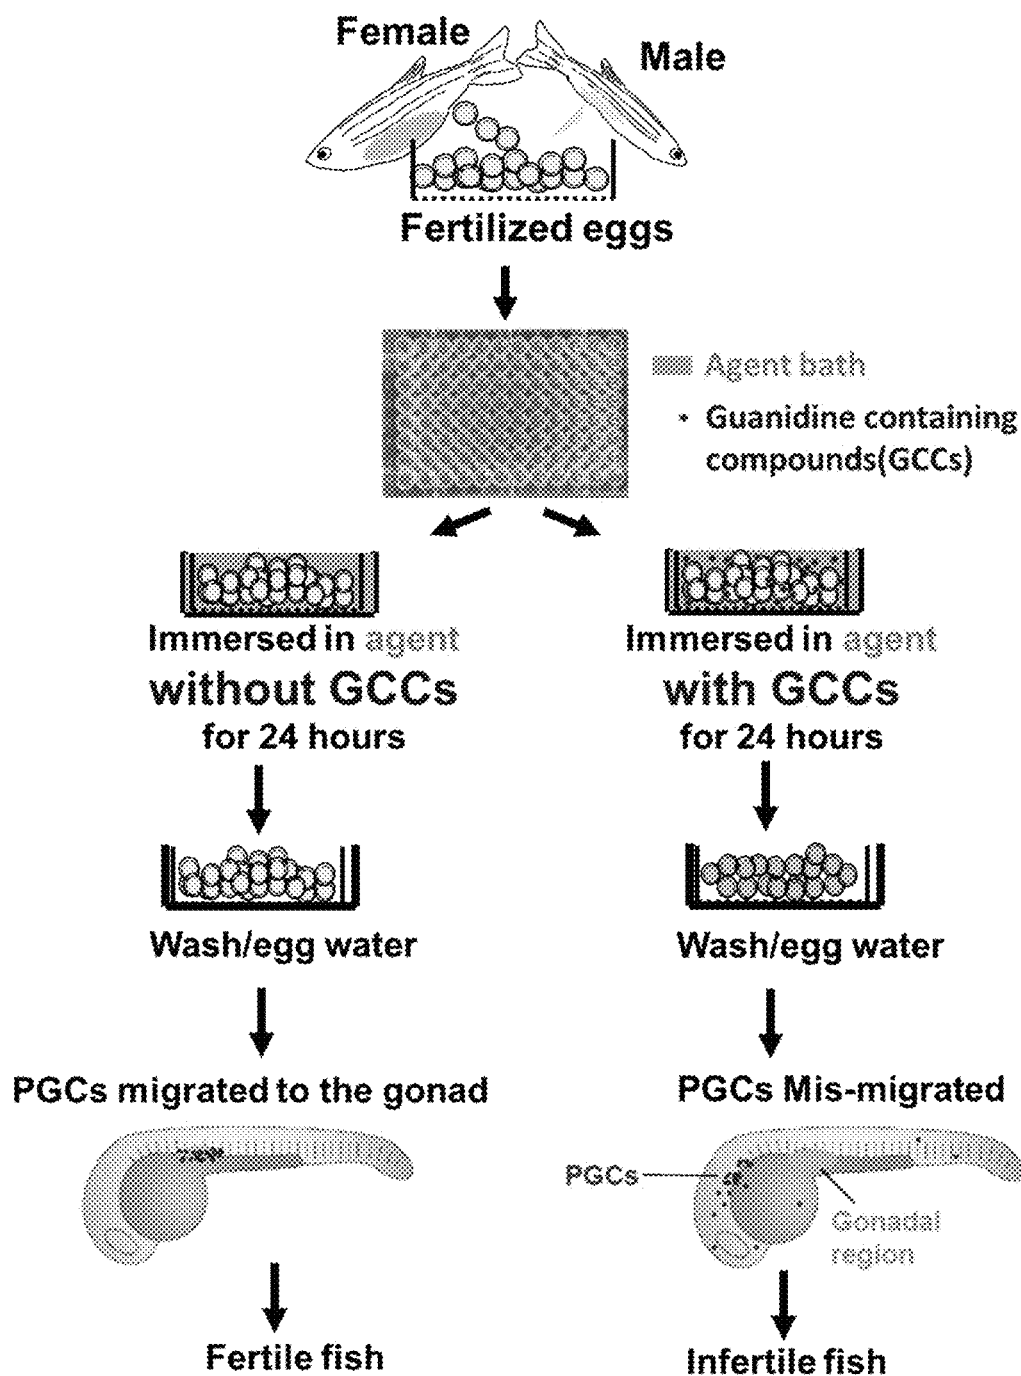 Female
Male
Fertilized eggs
Agent bath
Guanidine containing
compounds(GCCs)
Immersed in agent
without GCCs
for 24 hours
Immersed in agent
with GCCs
for 24 hours
Wash/egg water
Wash/egg water
PGCs migrated to the gonad
PGCs Mis-migrated
PGCs
Gonadal
region
Fertile fish
Infertile fish